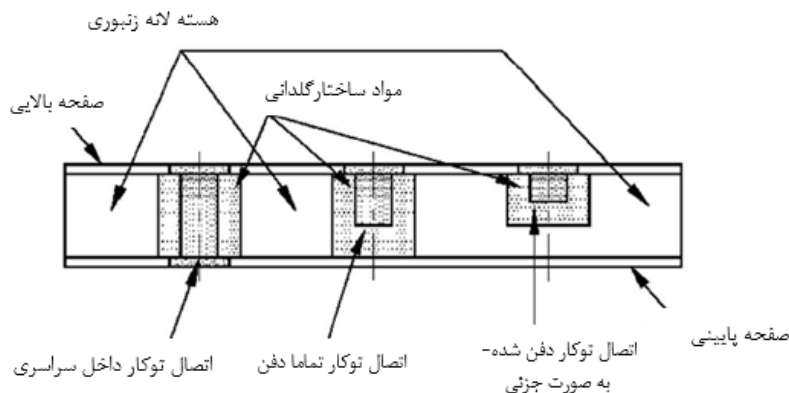 هسته لانه زنبوری
مواد ساختارگلدانی
صفحه بالایی
صفحه پایینی
اتصال توکار دفن شده-
به صورت جزئی
اتصال توکار تماما دفن
اتصال توکار داخل سراسری